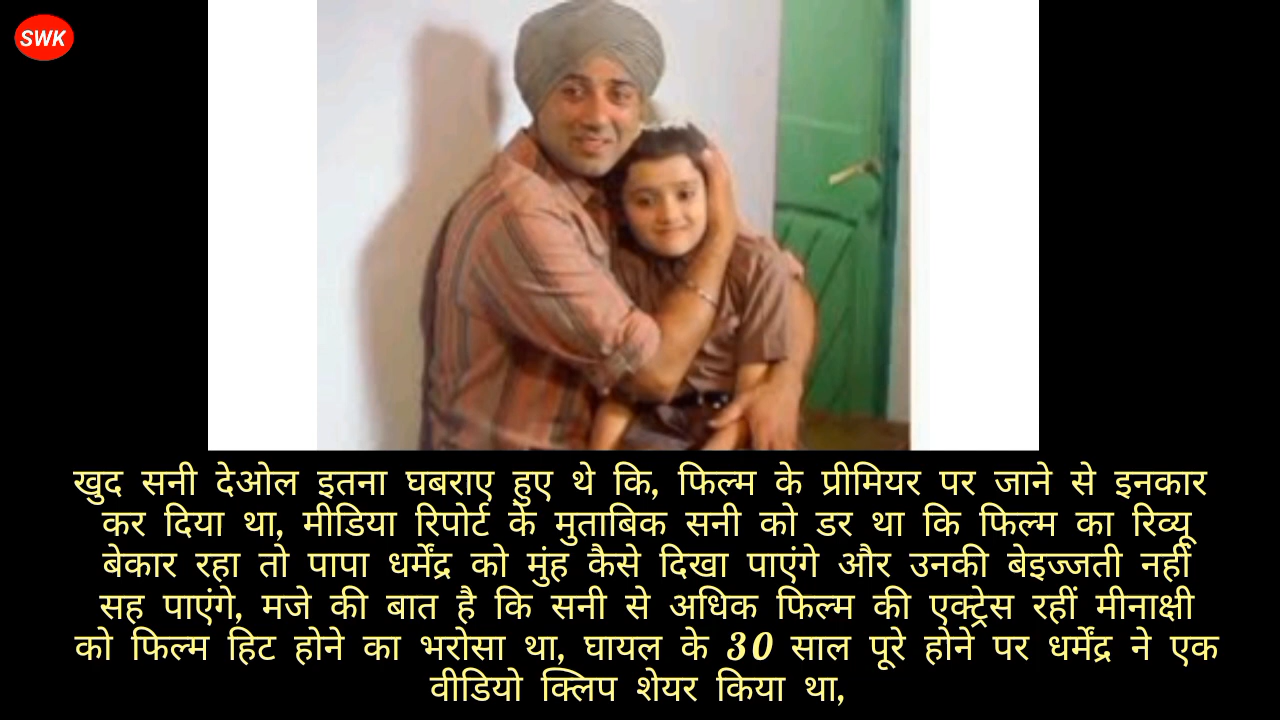 SWK
खुद सनी देओल इतना घबराए हुए थे कि, फिल्म के प्रीमियर पर जाने से इनकार
कर दिया था, मीडिया रिपोर्ट के मुताबिक सनी को डर था कि फिल्म का रिव्यू
बेकार रहा तो पापा धर्मेंद्र को मुंह कैसे दिखा पाएंगे और उनकी बेइज्जती नहीं
सह पाएंगे, मजे की बात है कि सनी से अधिक फिल्म की एक्ट्रेस रहीं मीनाक्षी
को फिल्म हिट होने का भरोसा था, घायल के 30 साल पूरे होने पर धर्मेंद्र ने एक
वीडियो क्लिप शेयर किया था,